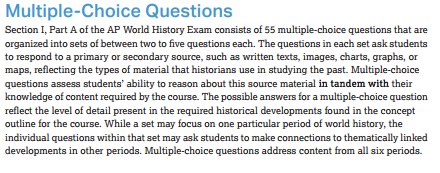 Multiple-Choice Questions
Section I, Part A of the AP World History Exam consists of 55 multiple-choice questions that are
organized into sets of between two to five questions each. The questions in each set ask students
to respond to a primary or secondary source, such as written texts, images, charts, graphs, or
maps, reflecting the types of material that historians use in studying the past. Multiple-choice
questions assess students’ ability to reason about this source material in tandem with their
knowledge of content required by the course. The possible answers for a multiple-choice question
reflect the level of detail present in the required historical developments found in the concept
outline for the course. While a set may focus on one particular period of world history, the
individual questions within that set may ask students to make connections to thematically linked
developments in other periods. Multiple-choice questions address content from all six periods.